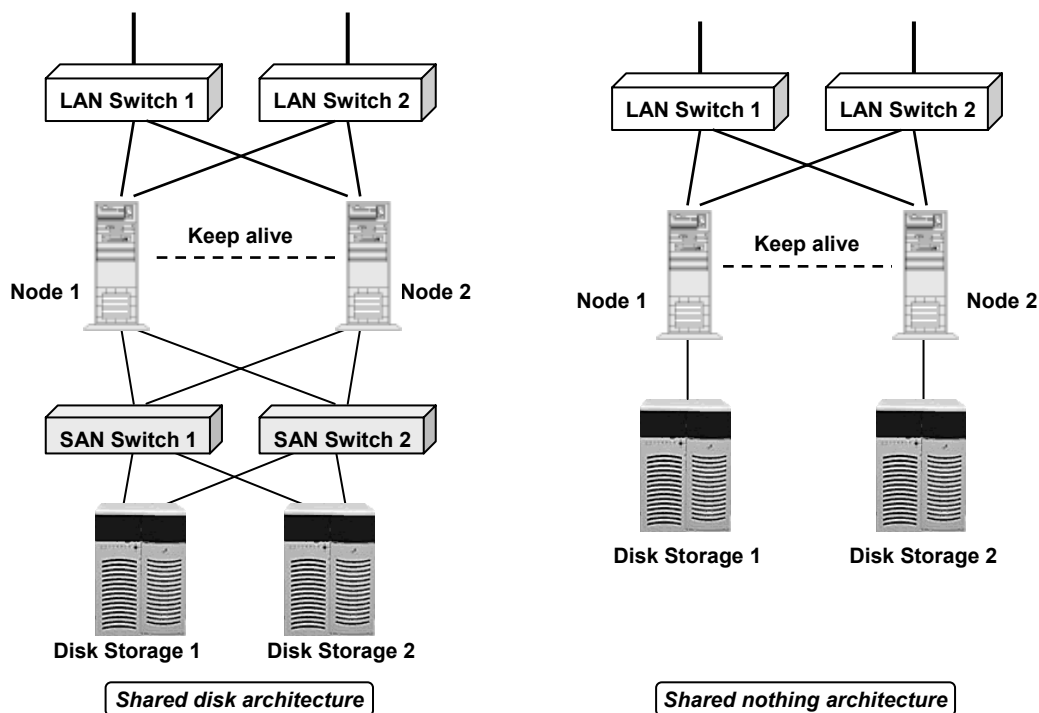 LAN Switch 1
LAN Switch 2
Keep alive
Node 1
Node 2
SAN Switch 1
SAN Switch 2
Disk Storage 1
Disk Storage 2
Shared disk architecture
LAN Switch 1
LAN Switch 2
Keep alive
Node 1
Node 2
Disk Storage 1
Disk Storage 2
Shared nothing architecture